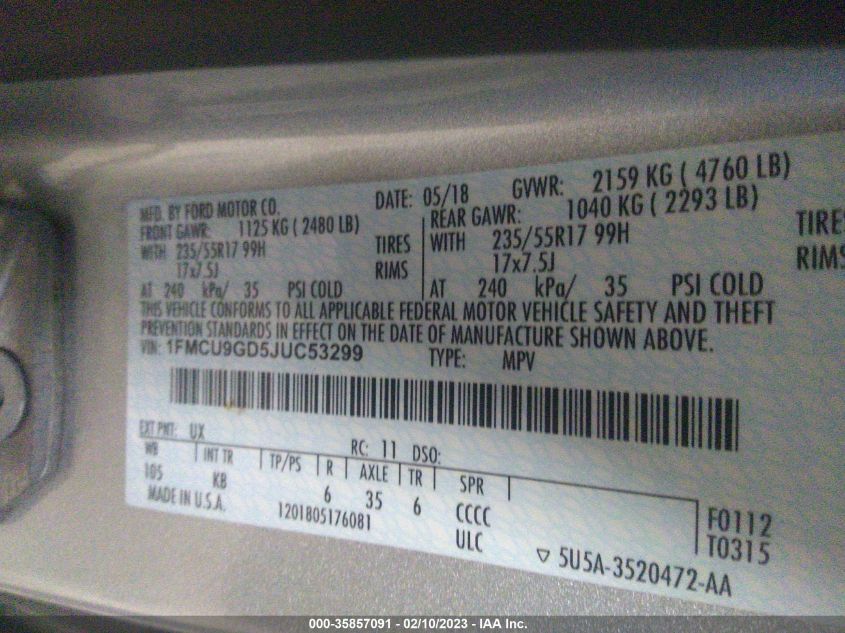 MFD. BY FORD MOTOR CO. DATE: 05/18 GVWR: 2159 KG ( 4760 LB)
FRONT GAWR: 1125 KG ( 2480 LB) REAR GAWR: 1040 KG ( 2293 LB)
WITH 235/55R17 99H TIRES WITH 235/55R17 99H TIRES
17x7.5J RIMS 17x7.5J RIMS
AT 240 kPa/ 35 PSI COLD AT 240 kPa/ 35 PSI COLD
THIS VEHICLE CONFORMS TO ALL APPLICABLE FEDERAL MOTOR VEHICLE SAFETY AND THEFT
PREVENTION STANDARDS IN EFFECT ON THE DATE OF MANUFACTURE SHOWN ABOVE.
VIN: 1FMCU9GD5JUC53299 TYPE: MPV
EXT PNT: UX RC: 11 DSO:
WB INT TR TP/PS R AXLE TR SPR
105 KB 6 35 6 CCCC F0112
MADE IN U.S.A. 1201805176081 ULC T0315
5U5A-3520472-AA
000-35857091 - 02/10/2023 - IAA Inc.